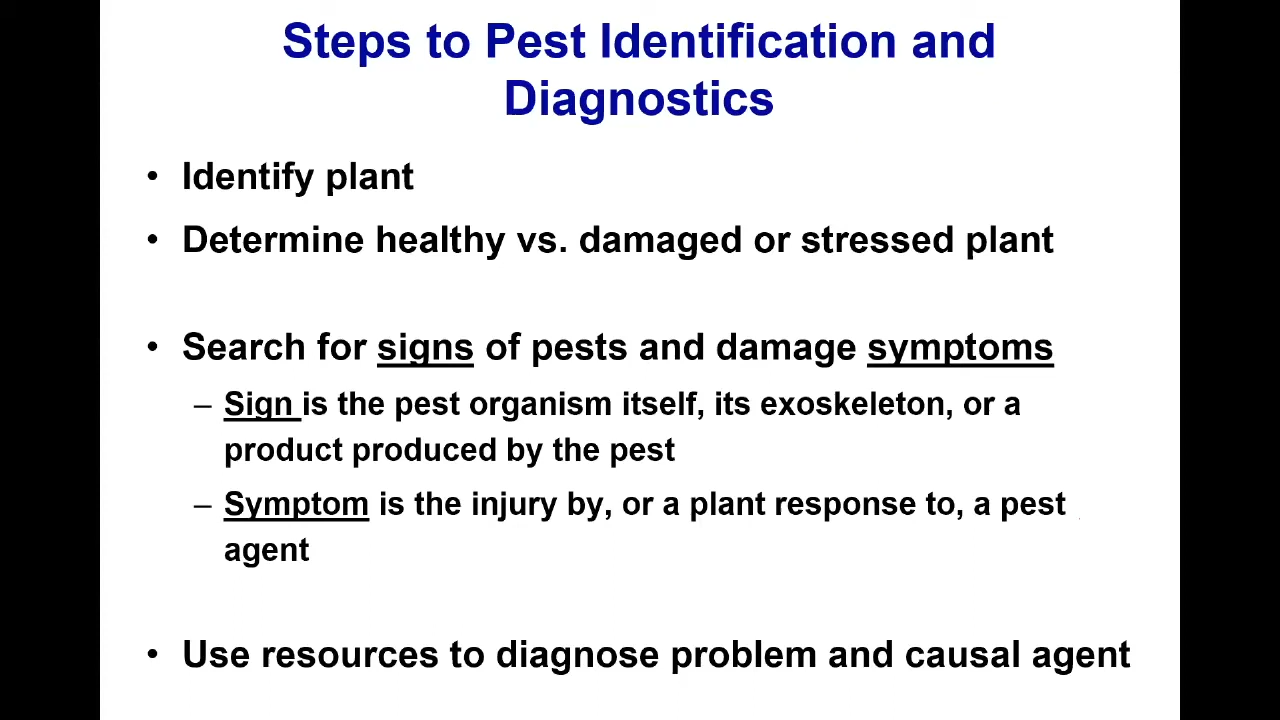 Steps to Pest Identification and
Diagnostics
• Identify plant
• Determine healthy vs. damaged or stressed plant
• Search for signs of pests and damage symptoms
– Sign is the pest organism itself, its exoskeleton, or a
product produced by the pest
– Symptom is the injury by, or a plant response to, a pest
agent
• Use resources to diagnose problem and causal agent